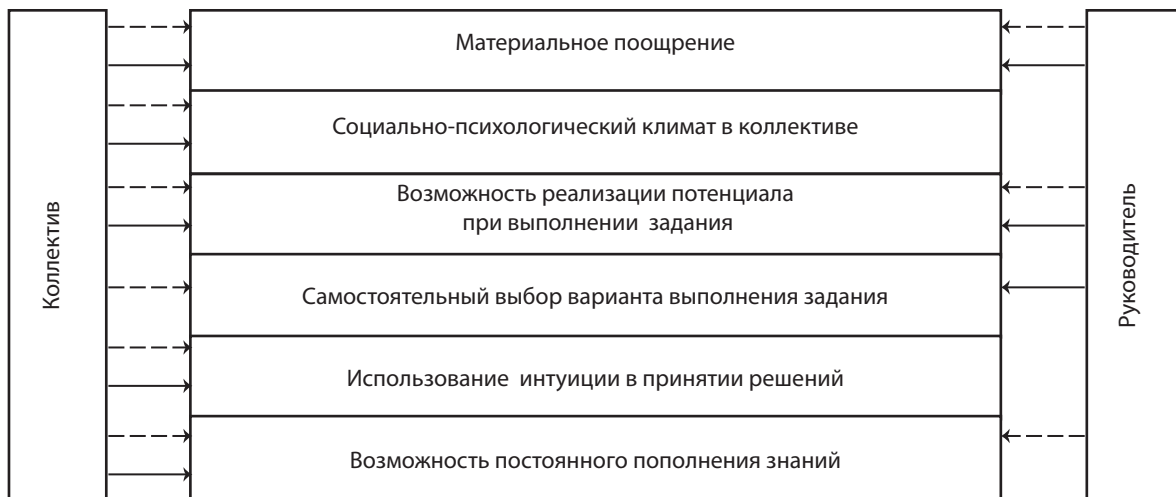 Коллектив
Материальное поощрение
Социально-психологический климат в коллективе
Возможность реализации потенциала
при выполнении задания
Самостоятельный выбор варианта выполнения задания
Использование интуиции в принятии решений
Возможность постоянного пополнения знаний
Руководитель